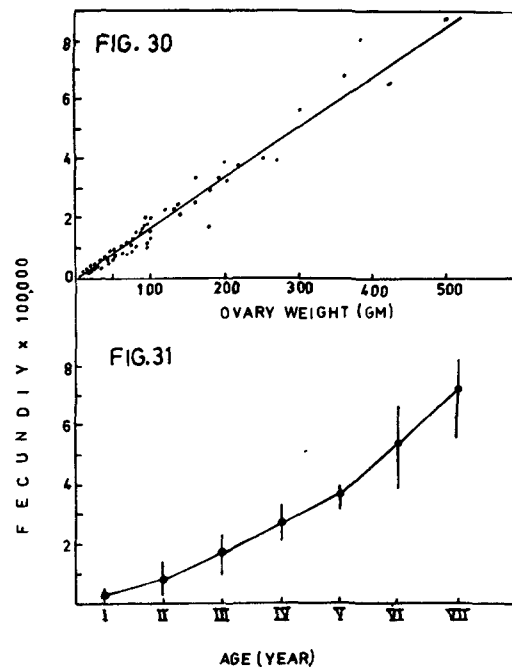 FIG. 30
8
6
4
2
0
100 200 300 400 500
OVARY WEIGHT (GM)
FECUNDIY x 100,000
FIG.31
8
6
4
2
I II III IV V VI VII
AGE (YEAR)